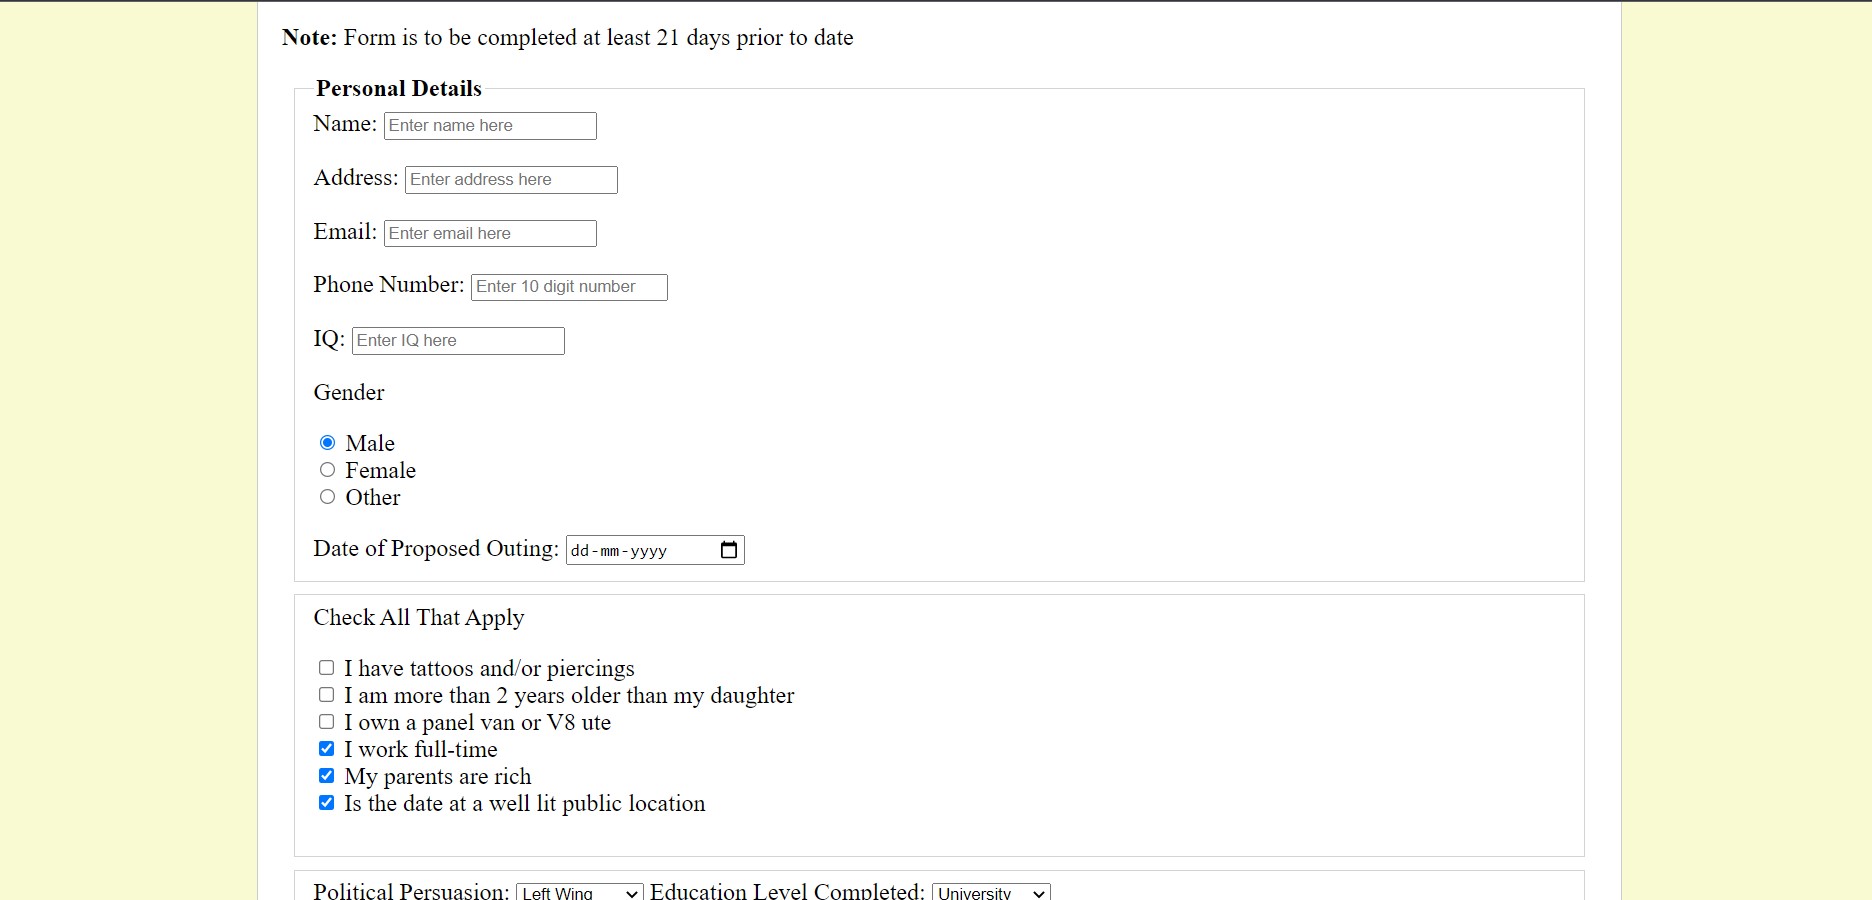 Note: Form is to be completed at least 21 days prior to date
Personal Details
Name: Enter name here
Address: Enter address here
Email: Enter email here
Phone Number: Enter 10 digit number
IQ: Enter IQ here
Gender
Male
Female
Other
Date of Proposed Outing: dd-mm-yyyy
Check All That Apply
I have tattoos and/or piercings
I am more than 2 years older than my daughter
I own a panel van or V8 ute
I work full-time
My parents are rich
Is the date at a well lit public location
Political Persuasion: Left Wing Education Level Completed: University